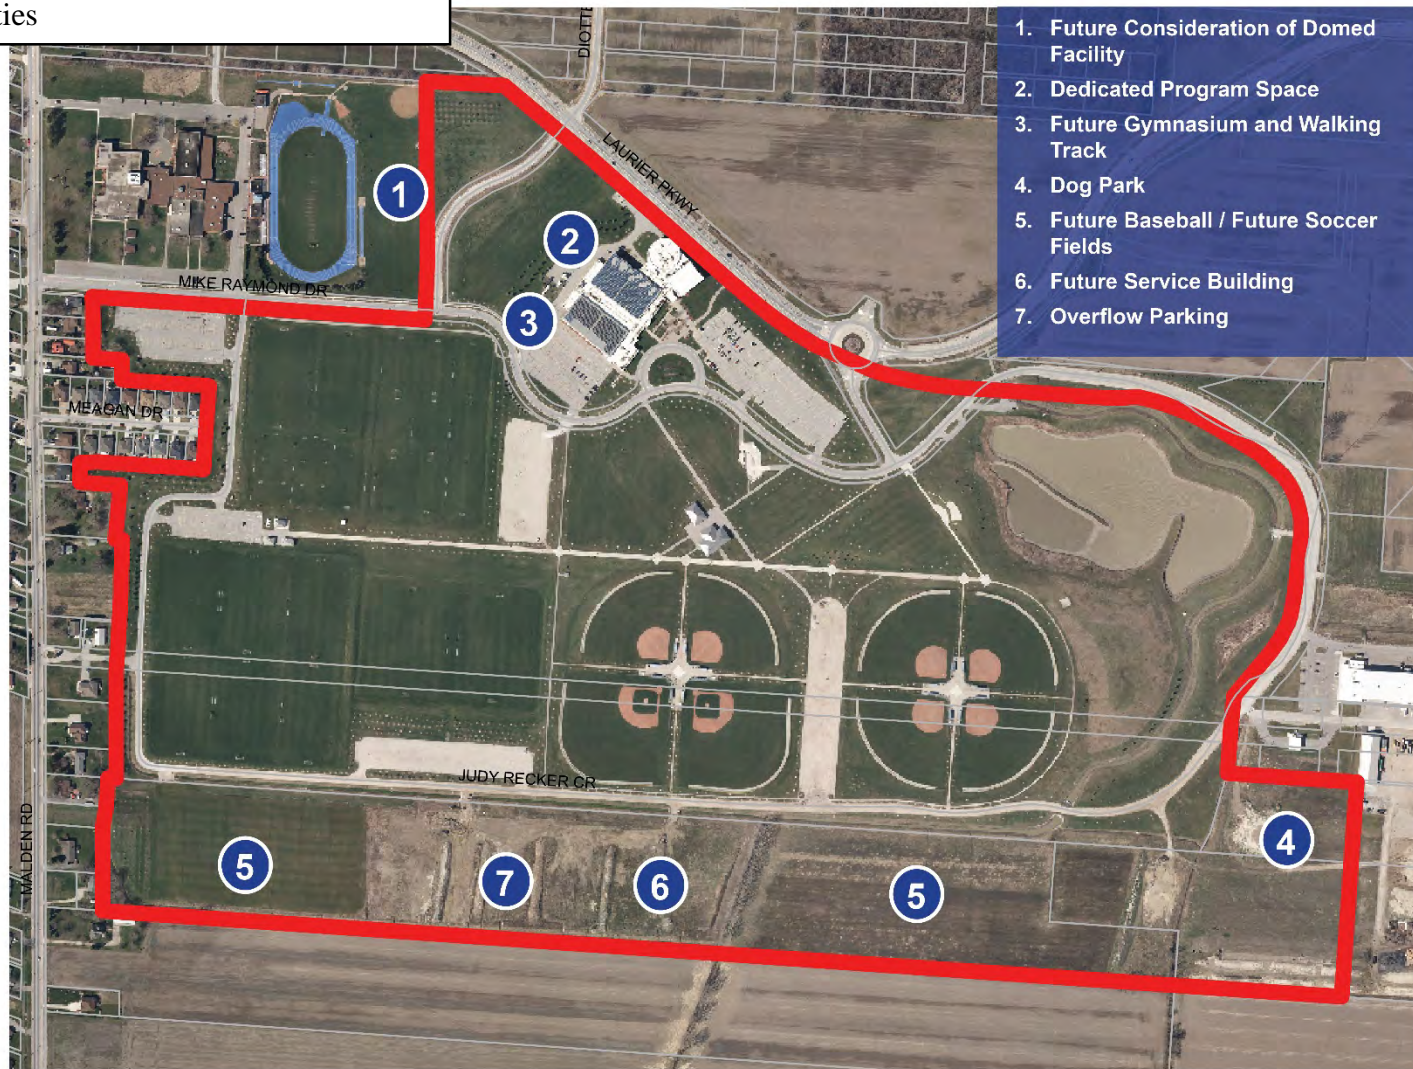 ties
DIOTTE
1. Future Consideration of Domed
Facility
2. Dedicated Program Space
3. Future Gymnasium and Walking
Track
4. Dog Park
5. Future Baseball / Future Soccer
Fields
6. Future Service Building
7. Overflow Parking
LAURIER PKWY
1
2
MIKE RAYMOND DR
3
MEAGAN DR
JUDY RECKER CR
MALDEN RD
4
5
7
6
5